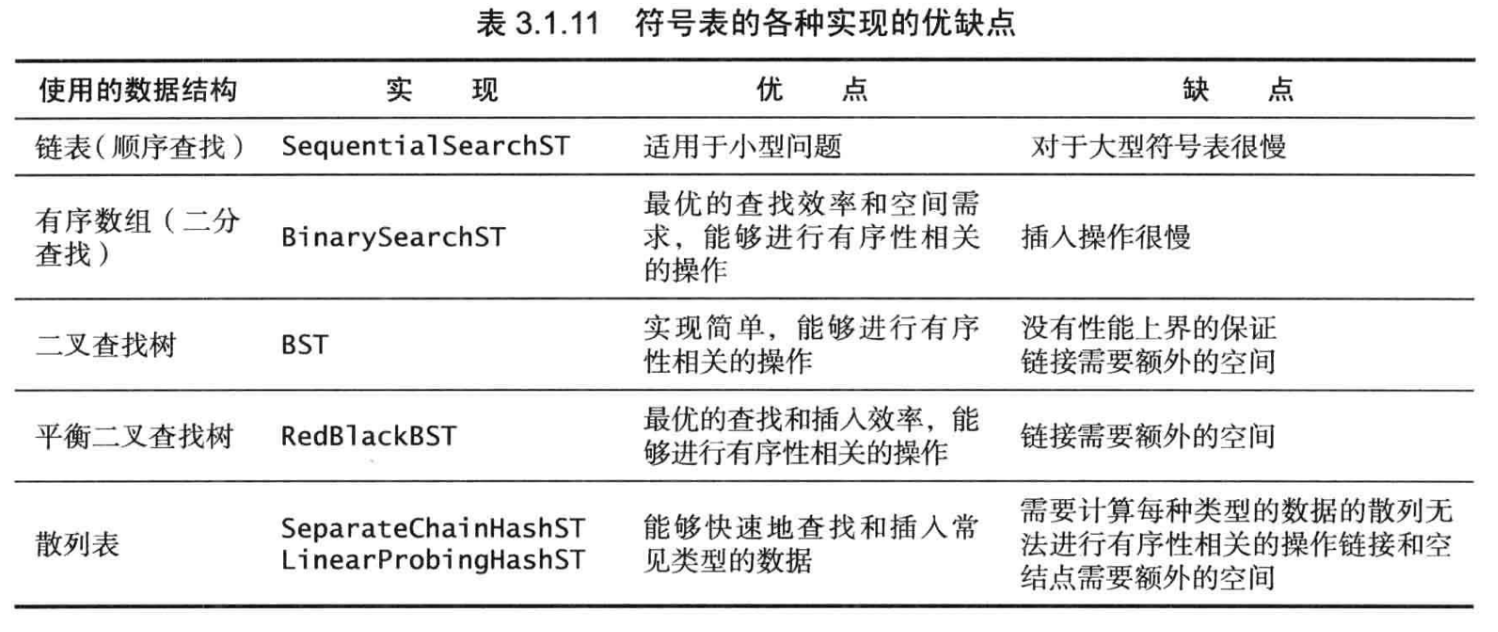 表 3.1.11 符号表的各种实现的优缺点
使用的数据结构 实 现 优 点 缺 点
链表（顺序查找） SequentialSearchST 适用于小型问题 对于大型符号表很慢
有序数组（二分
查找）
BinarySearchST
最优的查找效率和空间需
求，能够进行有序性相关
的操作
插入操作很慢
二叉查找树
BST
实现简单，能够进行有序
性相关的操作
没有性能上界的保证
链接需要额外的空间
平衡二叉查找树
RedBlackBST
最优的查找和插入效率，能
够进行有序性相关的操作
链接需要额外的空间
散列表
SeparateChainHashST
LinearProbingHashST
能够快速地查找和插入常
见类型的数据
需要计算每种类型的数据的散列无
法进行有序性相关的操作链接和空
结点需要额外的空间